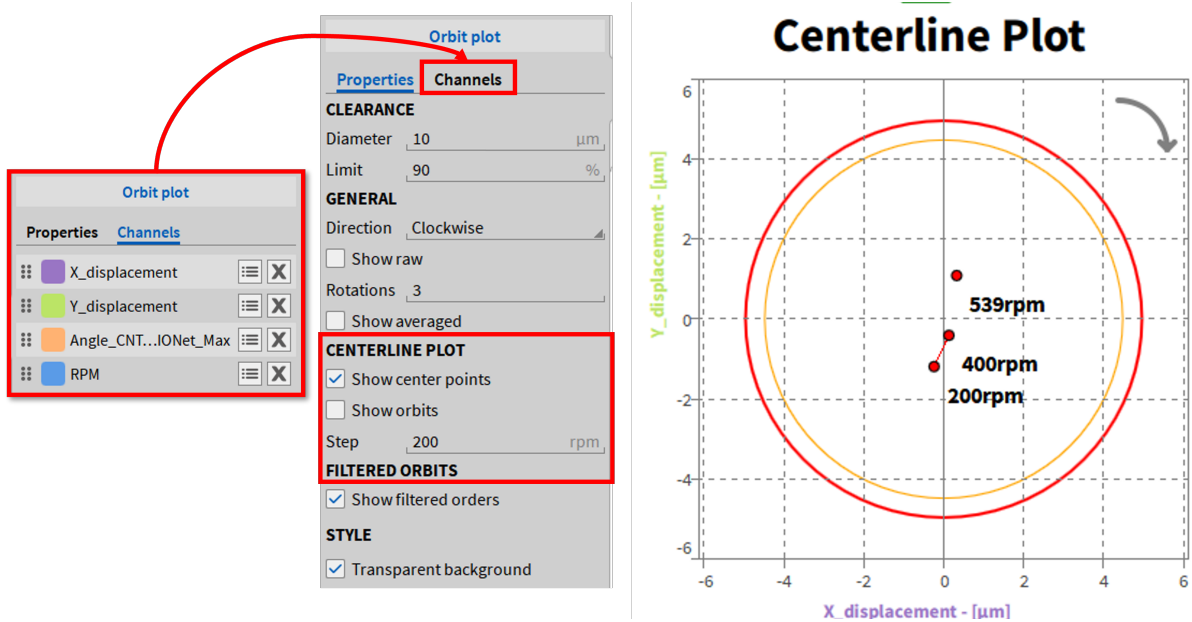 Orbit plot
Properties Channels
X_displacement
Y_displacement
Angle_CNT...IONet_Max
RPM
Orbit plot
Properties Channels
CLEARANCE
Diameter 10 µm
Limit 90 %
GENERAL
Direction Clockwise
Show raw
Rotations 3
Show averaged
CENTERLINE PLOT
Show center points
Show orbits
Step 200 rpm
FILTERED ORBITS
Show filtered orders
STYLE
Transparent background
Centerline Plot
Y_displacement - [µm]
6
4
2
0
-2
-4
-6
539rpm
400rpm
200rpm
-6 -4 -2 0 2 4 6
X_displacement - [µm]